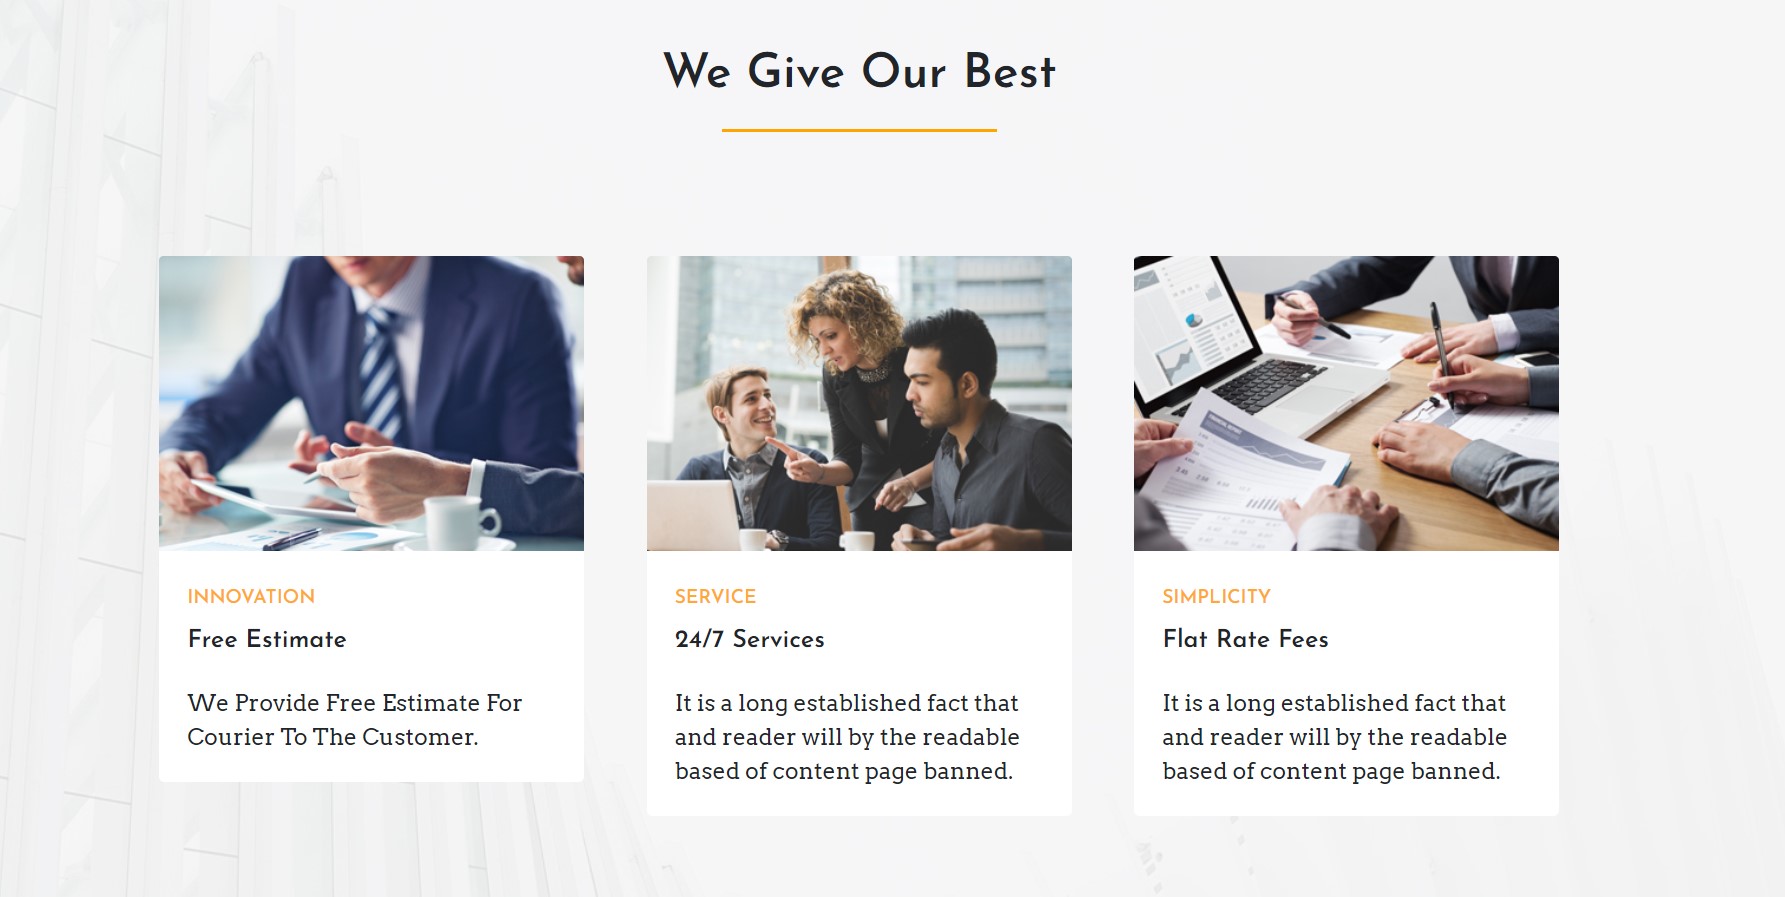 We Give Our Best
INNOVATION
Free Estimate
We Provide Free Estimate For
Courier To The Customer.
SERVICE
24/7 Services
It is a long established fact that
and reader will by the readable
based of content page banned.
SIMPLICITY
Flat Rate Fees
It is a long established fact that
and reader will by the readable
based of content page banned.